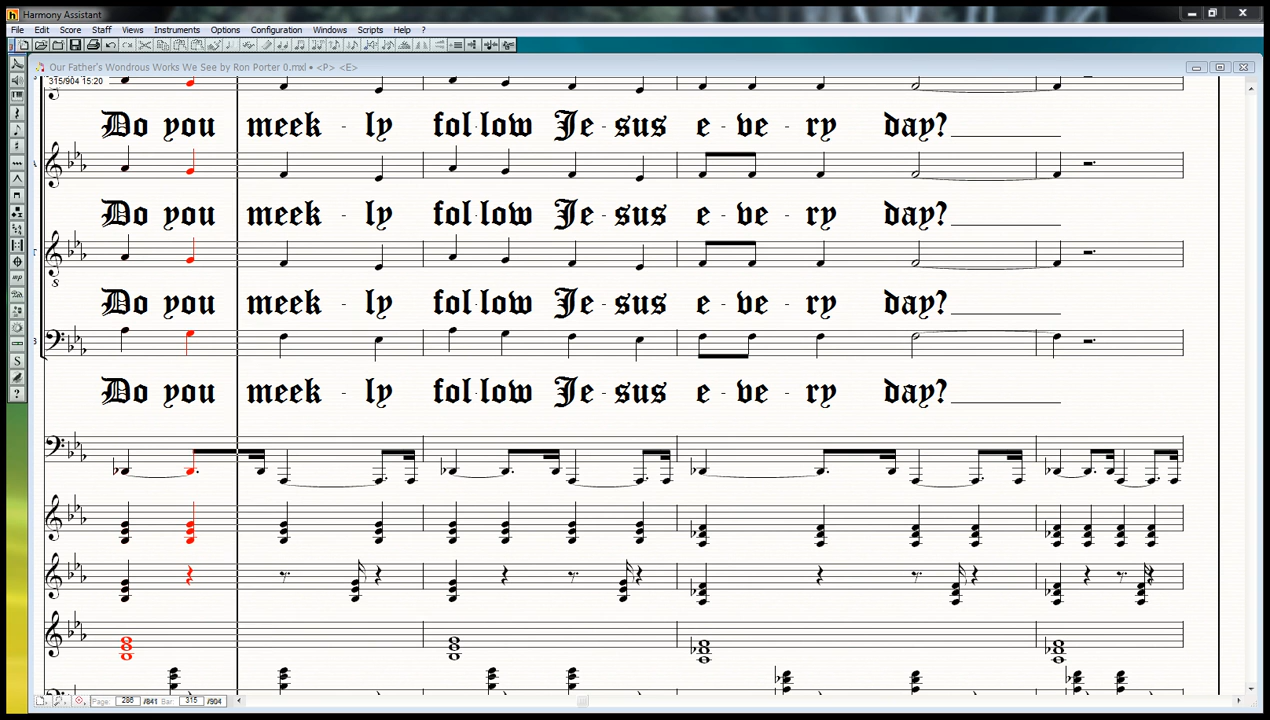 Harmony Assistant
File Edit Score Staff Views Instruments Options Configuration Windows Scripts Help ?
Our Father's Wondrous Works We See by Ron Porter 0.mxl • <P> <E>
315/904 15:20
Do you meek - ly fol - low Je - sus e - ve - ry day?
A
Do you meek - ly fol - low Je - sus e - ve - ry day?
T
8
Do you meek - ly fol - low Je - sus e - ve - ry day?
B
Do you meek - ly fol - low Je - sus e - ve - ry day?
Page: 286 /841 Bar: 315 /904